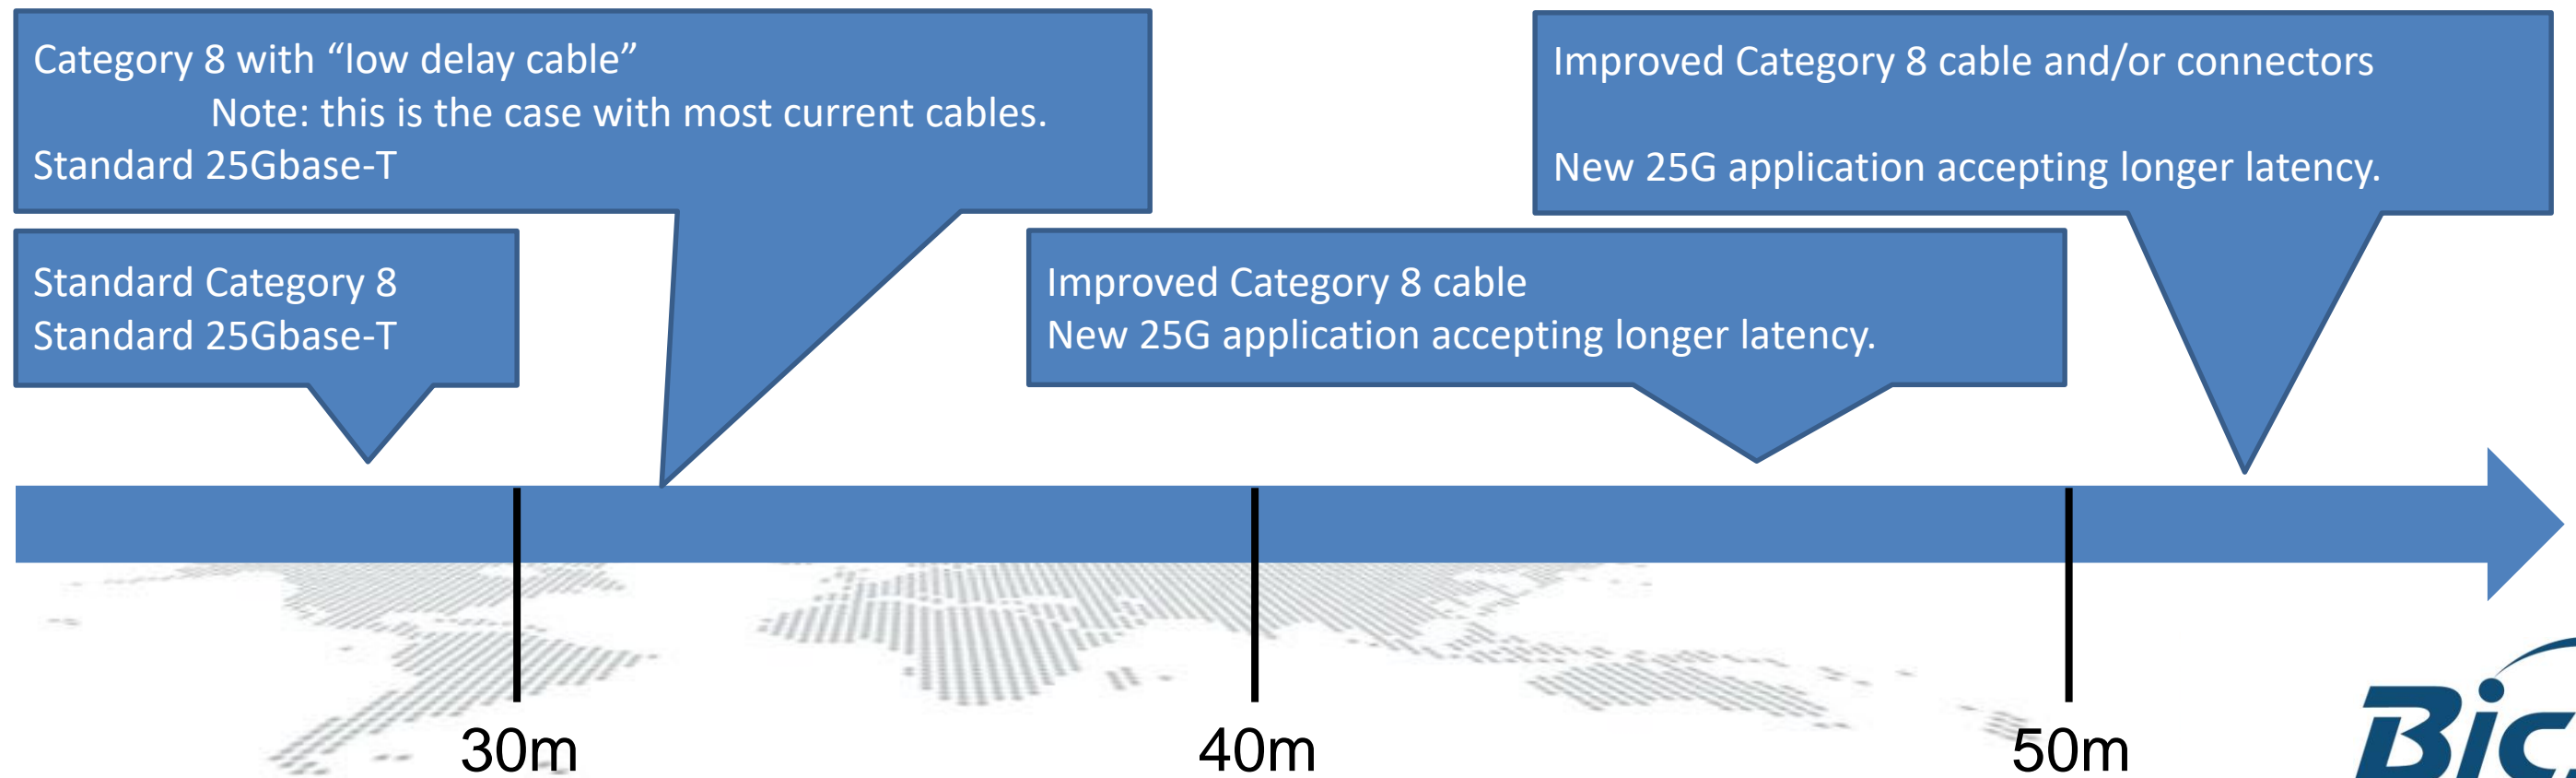 Category 8 with “low delay cable”
Note: this is the case with most current cables.
Standard 25Gbase-T
Improved Category 8 cable and/or connectors
New 25G application accepting longer latency.
Standard Category 8
Standard 25Gbase-T
Improved Category 8 cable
New 25G application accepting longer latency.
30m
40m
50m